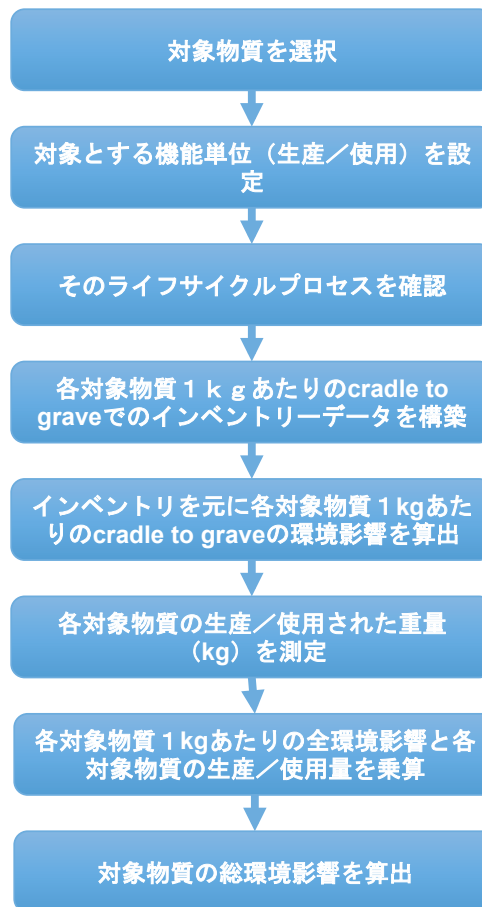 対象物質を選択
対象とする機能単位（生産／使用）を設
定
そのライフサイクルプロセスを確認
各対象物質１ｋｇあたりのcradle to
graveでのインベントリーデータを構築
インベントリを元に各対象物質１kgあた
りのcradle to graveの環境影響を算出
各対象物質の生産／使用された重量
（kg）を測定
各対象物質１kgあたりの全環境影響と各
対象物質の生産／使用量を乗算
対象物質の総環境影響を算出